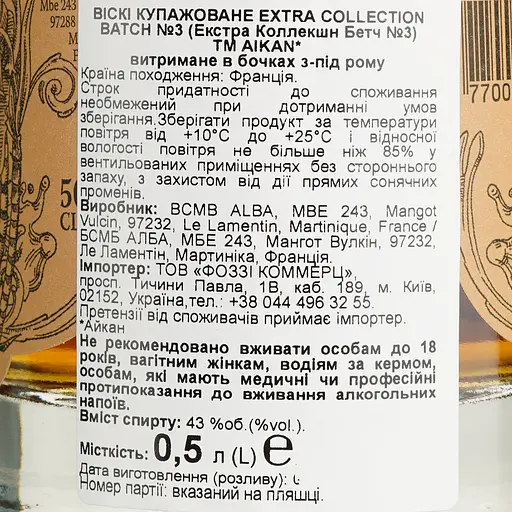 ВІСКІ КУПАЖОВАНЕ EXTRA COLLECTION
BATCH №3 (Екстра Коллекшн Бетч №3)
TM AIKAN*
витримане в бочках з-під рому
Країна походження: Франція.
Строк придатності до споживання
необмежений при дотриманні умов
зберігання.Зберігати продукт за температури
повітря від +10°С до +25°С і відносної
вологості повітря не більше ніж 85% у
вентильованих приміщеннях без стороннього
запаху, з захистом від дії прямих сонячних
променів.
Виробник: BCMB ALBA, MBE 243, Mangot
Vulcin, 97232, Le Lamentin, Martinique, France /
БСМБ АЛБА, МБЕ 243, Мангот Вулкін, 97232,
Ле Ламентін, Мартиніка, Франція.
Імпортер: ТОВ «ФОЗЗІ КОММЕРЦ»,
просп. Тичини Павла, 1В, каб. 189, м. Київ,
02152, Україна,тел.: +38 044 496 32 55.
Претензії від споживачів приймає імпортер.
*Айкан
Не рекомендовано вживати особам до 18
років, вагітним жінкам, водіям за кермом,
особам, які мають медичні чи професійні
протипоказання до вживання алкогольних
напоїв.
Вміст спирту: 43 %об.(%vol.).
Місткість: 0,5 л (L) e
Дата виготовлення (розливу):
Номер партії: вказаний на пляшці.
Mbe 243
97288
50
7700